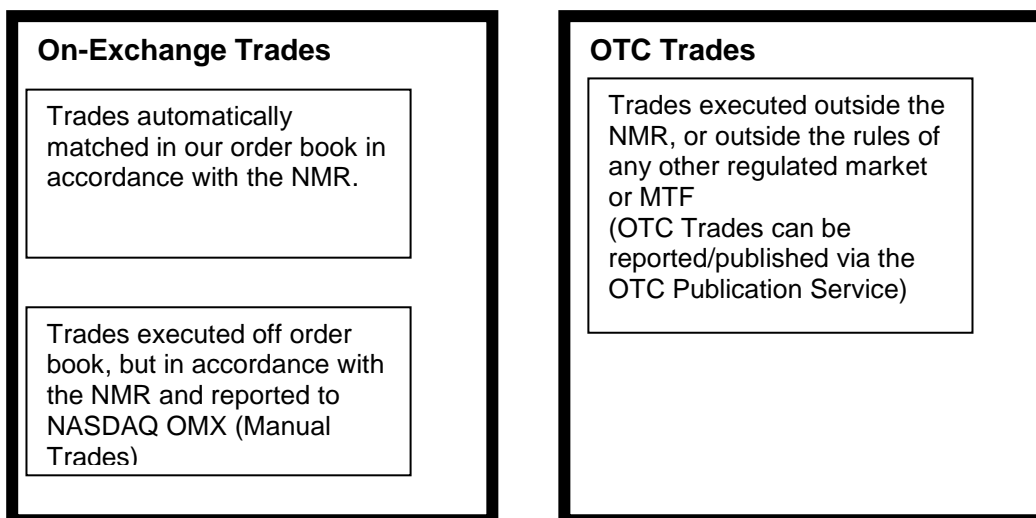 On-Exchange Trades
Trades automatically
matched in our order book in
accordance with the NMR.
Trades executed off order
book, but in accordance with
the NMR and reported to
NASDAQ OMX (Manual
Trades)
OTC Trades
Trades executed outside the
NMR, or outside the rules of
any other regulated market
or MTF
(OTC Trades can be
reported/published via the
OTC Publication Service)